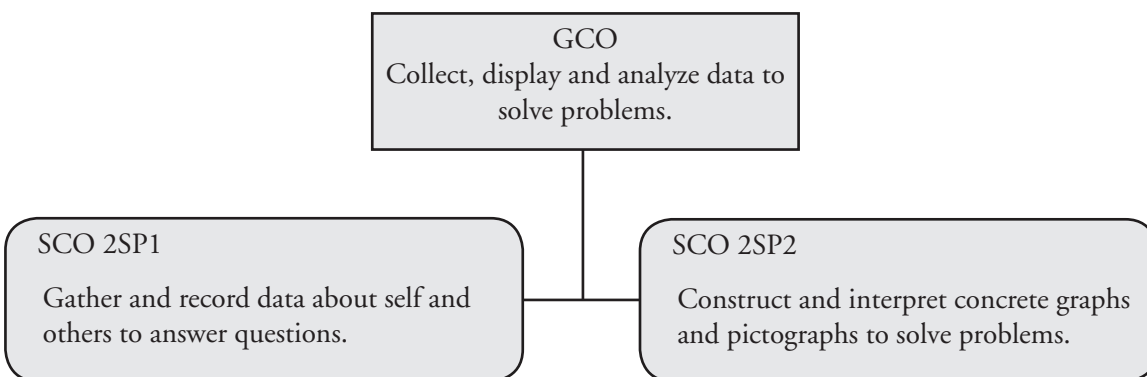 GCO
Collect, display and analyze data to
solve problems.
SCO 2SP1
Gather and record data about self and
others to answer questions.
SCO 2SP2
Construct and interpret concrete graphs
and pictographs to solve problems.